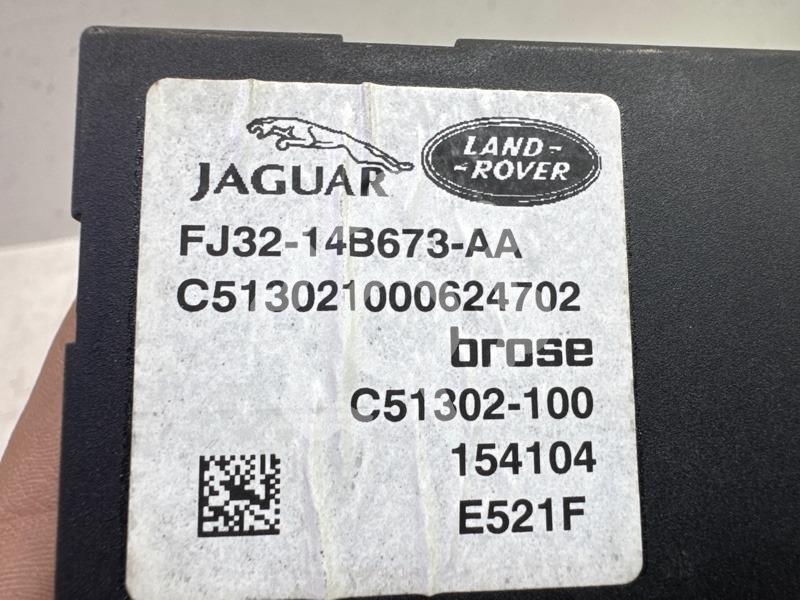 JAGUAR
LAND-
-ROVER
FJ32-14B673-AA
C513021000624702
brose
C51302-100
154104
E521F